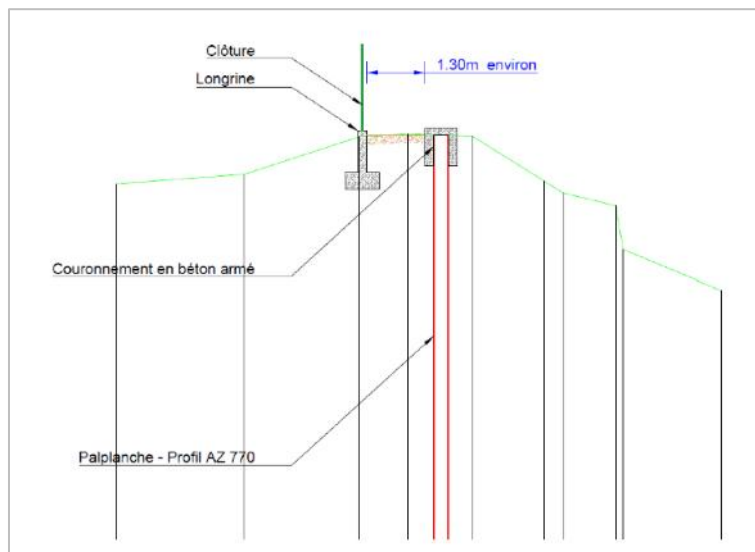 Clôture
Longrine
1.30m environ
Couronnement en béton armé
Palplanche - Profil AZ 770